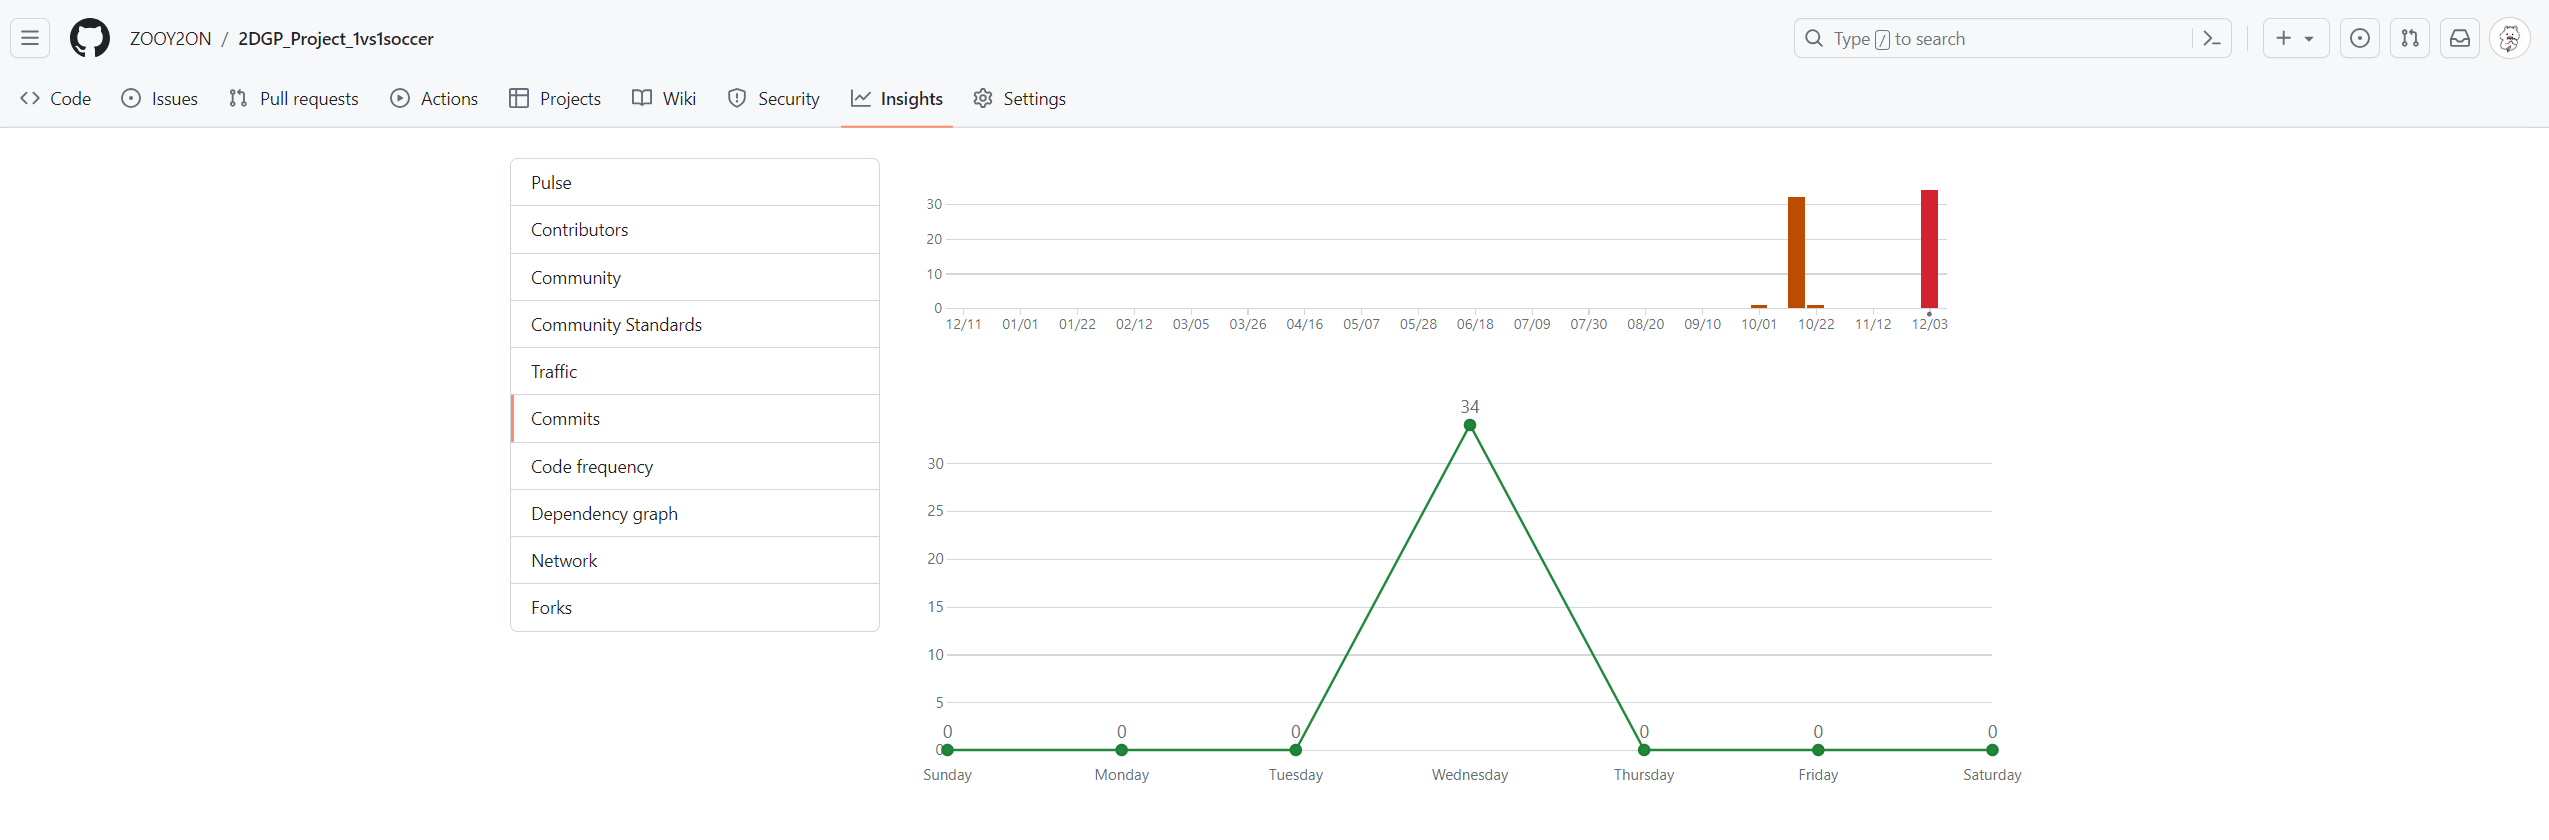 ZOOY2ON / 2DGP_Project_1vs1soccer
Type / to search
Code Issues Pull requests Actions Projects Wiki Security Insights Settings
Pulse
Contributors
Community
Community Standards
Traffic
Commits
Code frequency
Dependency graph
Network
Forks
30
20
10
0
12/11 01/01 01/22 02/12 03/05 03/26 04/16 05/07 05/28 06/18 07/09 07/30 08/20 09/10 10/01 10/22 11/12 12/03
34
30
25
20
15
10
5
0 0 0 0 0 0
0
Sunday Monday Tuesday Wednesday Thursday Friday Saturday